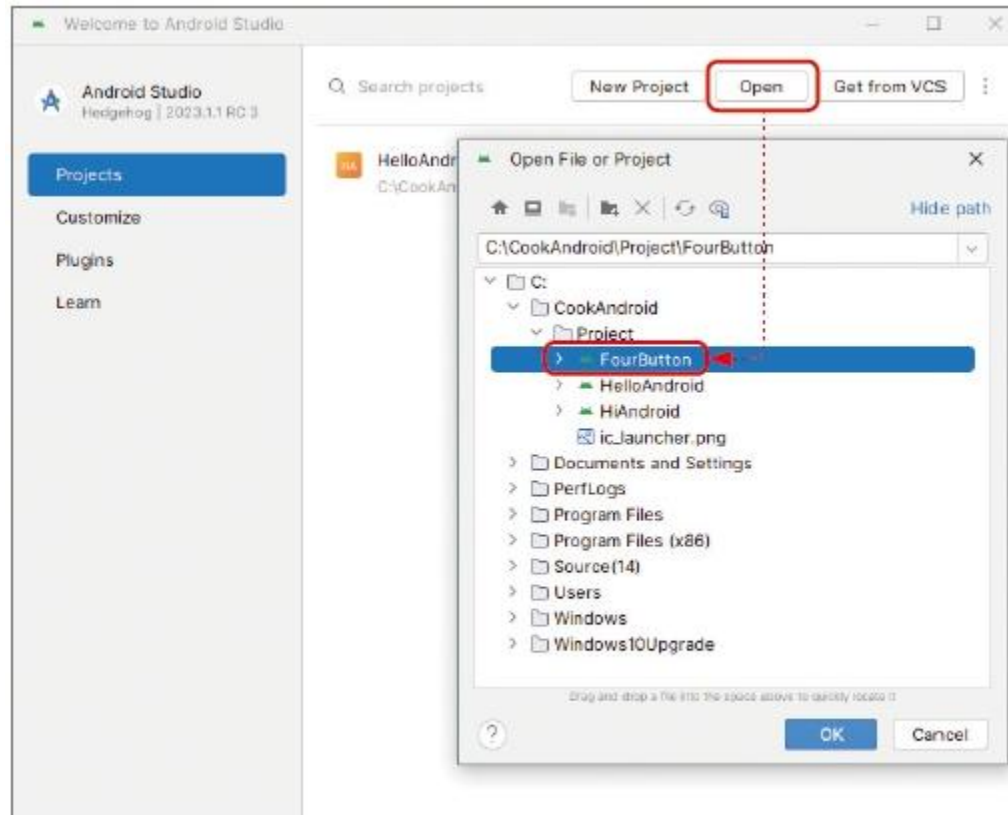 Welcome to Android Studio
Android Studio
Hedgehog | 2023.1.1 RC 3
Projects
Customize
Plugins
Learn
Search projects
New Project
Open
Get from VCS
HelloAndr
C:\CookAn
Open File or Project
Hide path
C:\CookAndroid\Project\FourButton
C:
CookAndroid
Project
FourButton
HelloAndroid
HiAndroid
ic_launcher.png
Documents and Settings
PerfLogs
Program Files
Program Files (x86)
Source(14)
Users
Windows
Windows10Upgrade
Drag and drop a file into the space above to quickly locate it
?
OK
Cancel